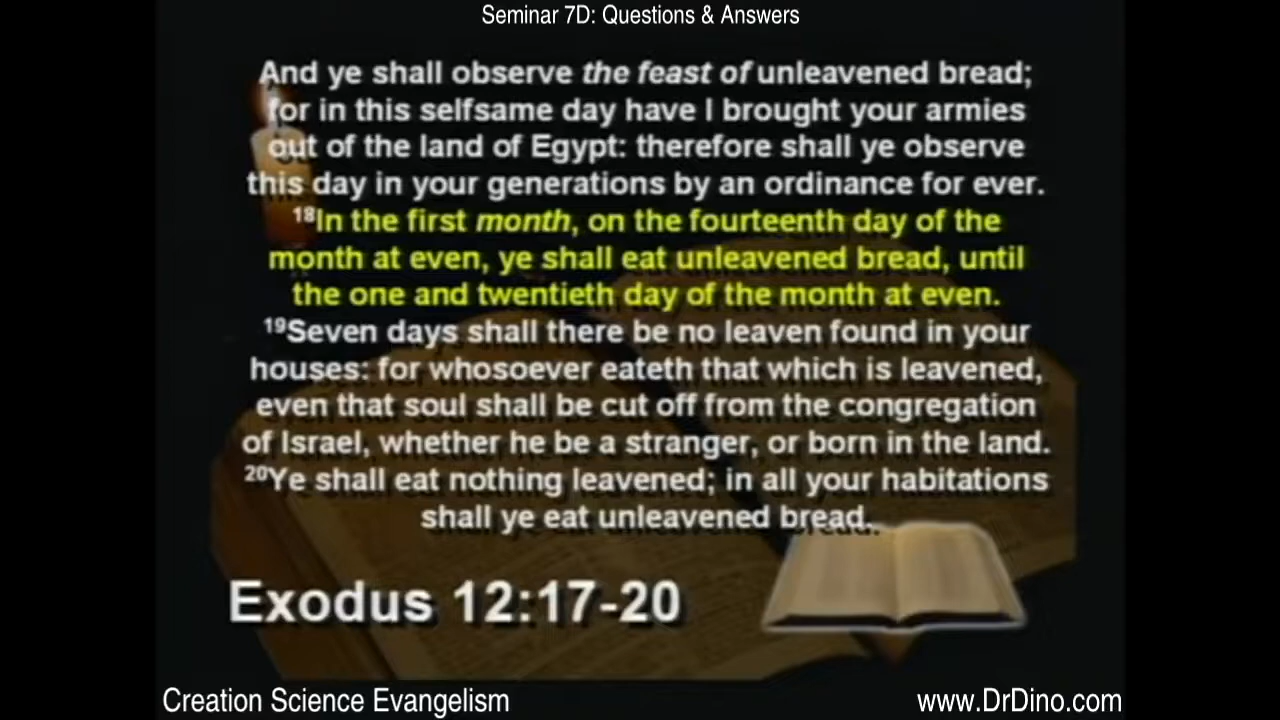 Seminar 7D: Questions & Answers
And ye shall observe the feast of unleavened bread;
for in this selfsame day have I brought your armies
out of the land of Egypt: therefore shall ye observe
this day in your generations by an ordinance for ever.
18In the first month, on the fourteenth day of the
month at even, ye shall eat unleavened bread, until
the one and twentieth day of the month at even.
19Seven days shall there be no leaven found in your
houses: for whosoever eateth that which is leavened,
even that soul shall be cut off from the congregation
of Israel, whether he be a stranger, or born in the land.
20Ye shall eat nothing leavened; in all your habitations
shall ye eat unleavened bread.
Exodus 12:17-20
Creation Science Evangelism
www.DrDino.com